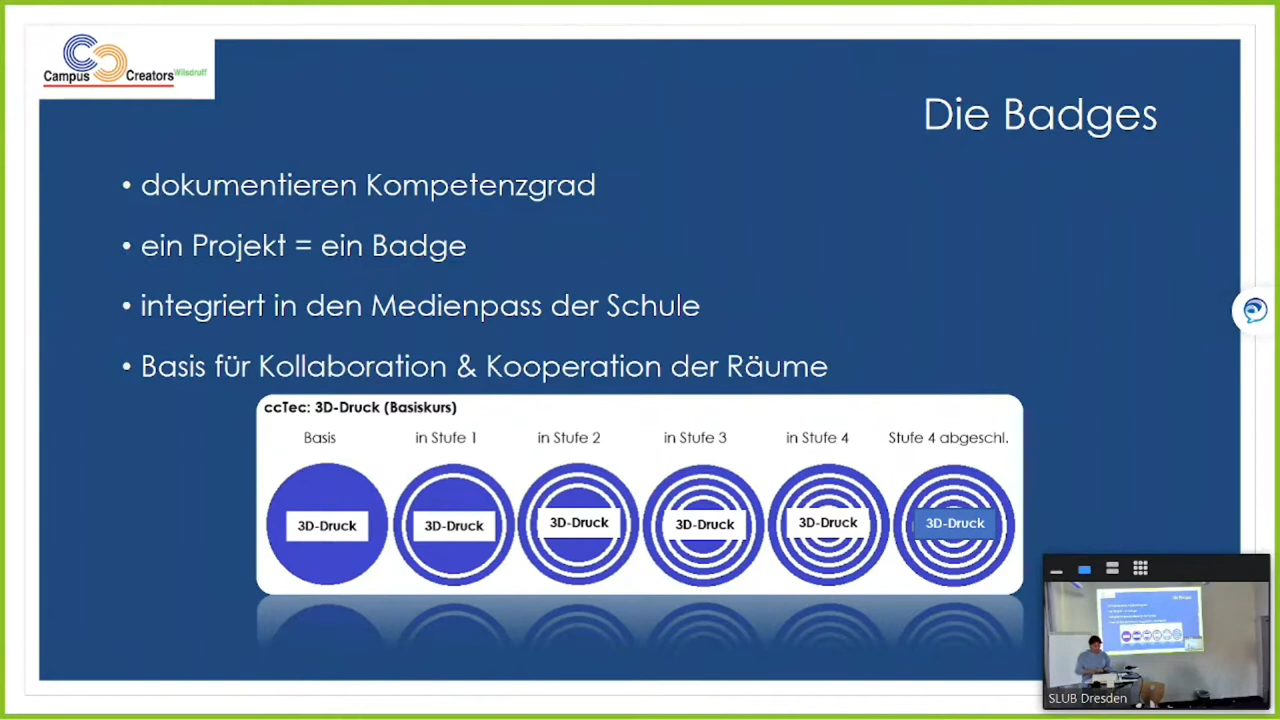 Campus Creators Wilsdruff
Die Badges
• dokumentieren Kompetenzgrad
• ein Projekt = ein Badge
• integriert in den Medienpass der Schule
• Basis für Kollaboration & Kooperation der Räume
ccTec: 3D-Druck (Basiskurs)
Basis in Stufe 1 in Stufe 2 in Stufe 3 in Stufe 4 Stufe 4 abgeschl.
3D-Druck 3D-Druck 3D-Druck 3D-Druck 3D-Druck 3D-Druck
SLUB Dresden